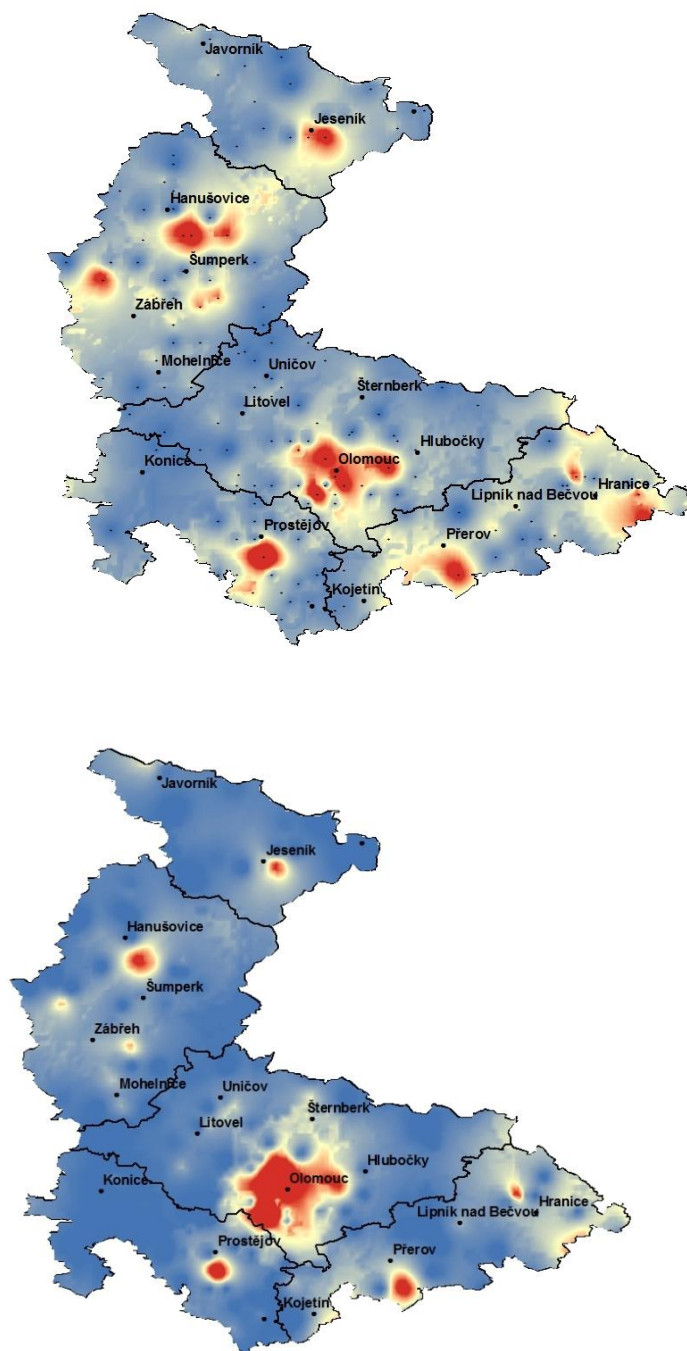 Javorník
Jeseník
Hanušovice
Šumperk
Zábřeh
Mohelnice
Uničov
Šternberk
Litovel
Hlubočky
Olomouc
Konice
Hranice
Lipník nad Bečvou
Prostějov
Přerov
Kojetín
Javorník
Jeseník
Hanušovice
Šumperk
Zábřeh
Mohelnice
Uničov
Šternberk
Litovel
Hlubočky
Olomouc
Konice
Hranice
Lipník nad Bečvou
Prostějov
Přerov
Kojetín